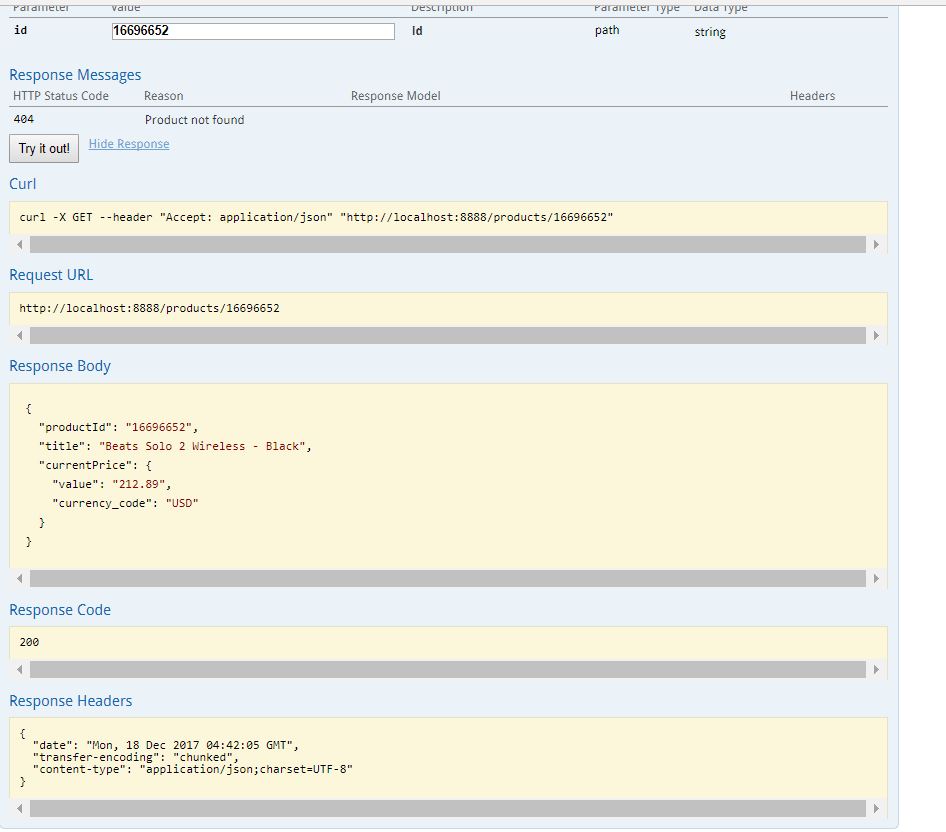 Parameter Value Description Parameter Type Data Type
id 16696652 Id path string
Response Messages
HTTP Status Code Reason Response Model Headers
404 Product not found
Try it out! Hide Response
Curl
curl -X GET --header "Accept: application/json" "http://localhost:8888/products/16696652"
Request URL
http://localhost:8888/products/16696652
Response Body
{
  "productId": "16696652",
  "title": "Beats Solo 2 Wireless - Black",
  "currentPrice": {
    "value": "212.89",
    "currency_code": "USD"
  }
}
Response Code
200
Response Headers
{
  "date": "Mon, 18 Dec 2017 04:42:05 GMT",
  "transfer-encoding": "chunked",
  "content-type": "application/json;charset=UTF-8"
}